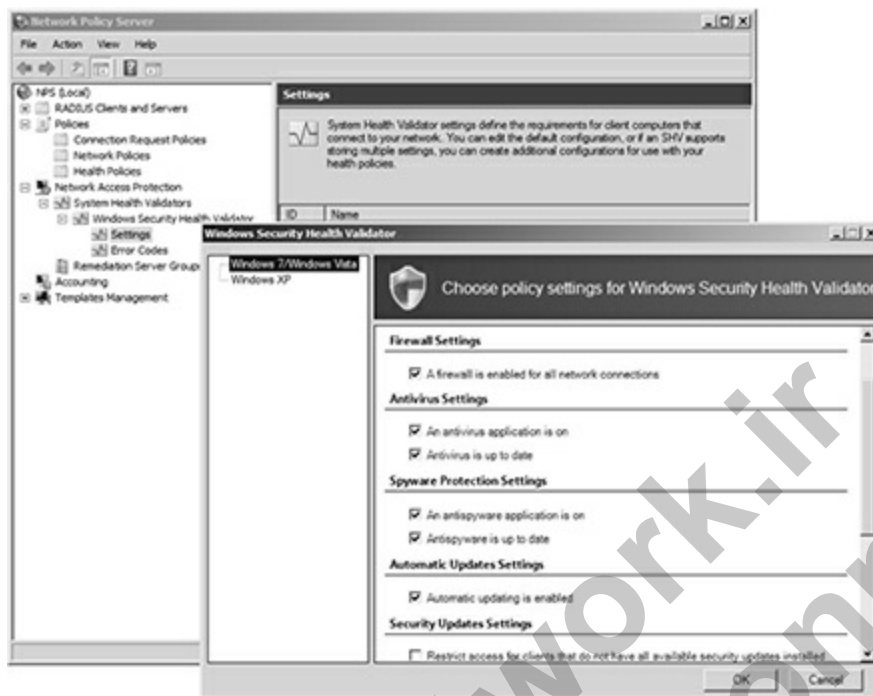 Network Policy Server
File Action View Help
NPS (Local)
RADIUS Clients and Servers
Policies
Connection Request Policies
Network Policies
Health Policies
Network Access Protection
System Health Validators
Windows Security Health Validator
Settings
Error Codes
Remediation Server Group
Accounting
Templates Management
Settings
System Health Validator settings define the requirements for client computers that
connect to your network. You can edit the default configuration, or if an SHV supports
storing multiple settings, you can create additional configurations for use with your
health policies.
ID Name
Windows Security Health Validator
Windows 7/Windows Vista
Windows XP
Choose policy settings for Windows Security Health Validator
Firewall Settings
A firewall is enabled for all network connections
Antivirus Settings
An antivirus application is on
Antivirus is up to date
Spyware Protection Settings
An antispyware application is on
Antispyware is up to date
Automatic Updates Settings
Automatic updating is enabled
Security Updates Settings
Restrict access for clients that do not have all available security updates installed
OK Cancel
work.ir